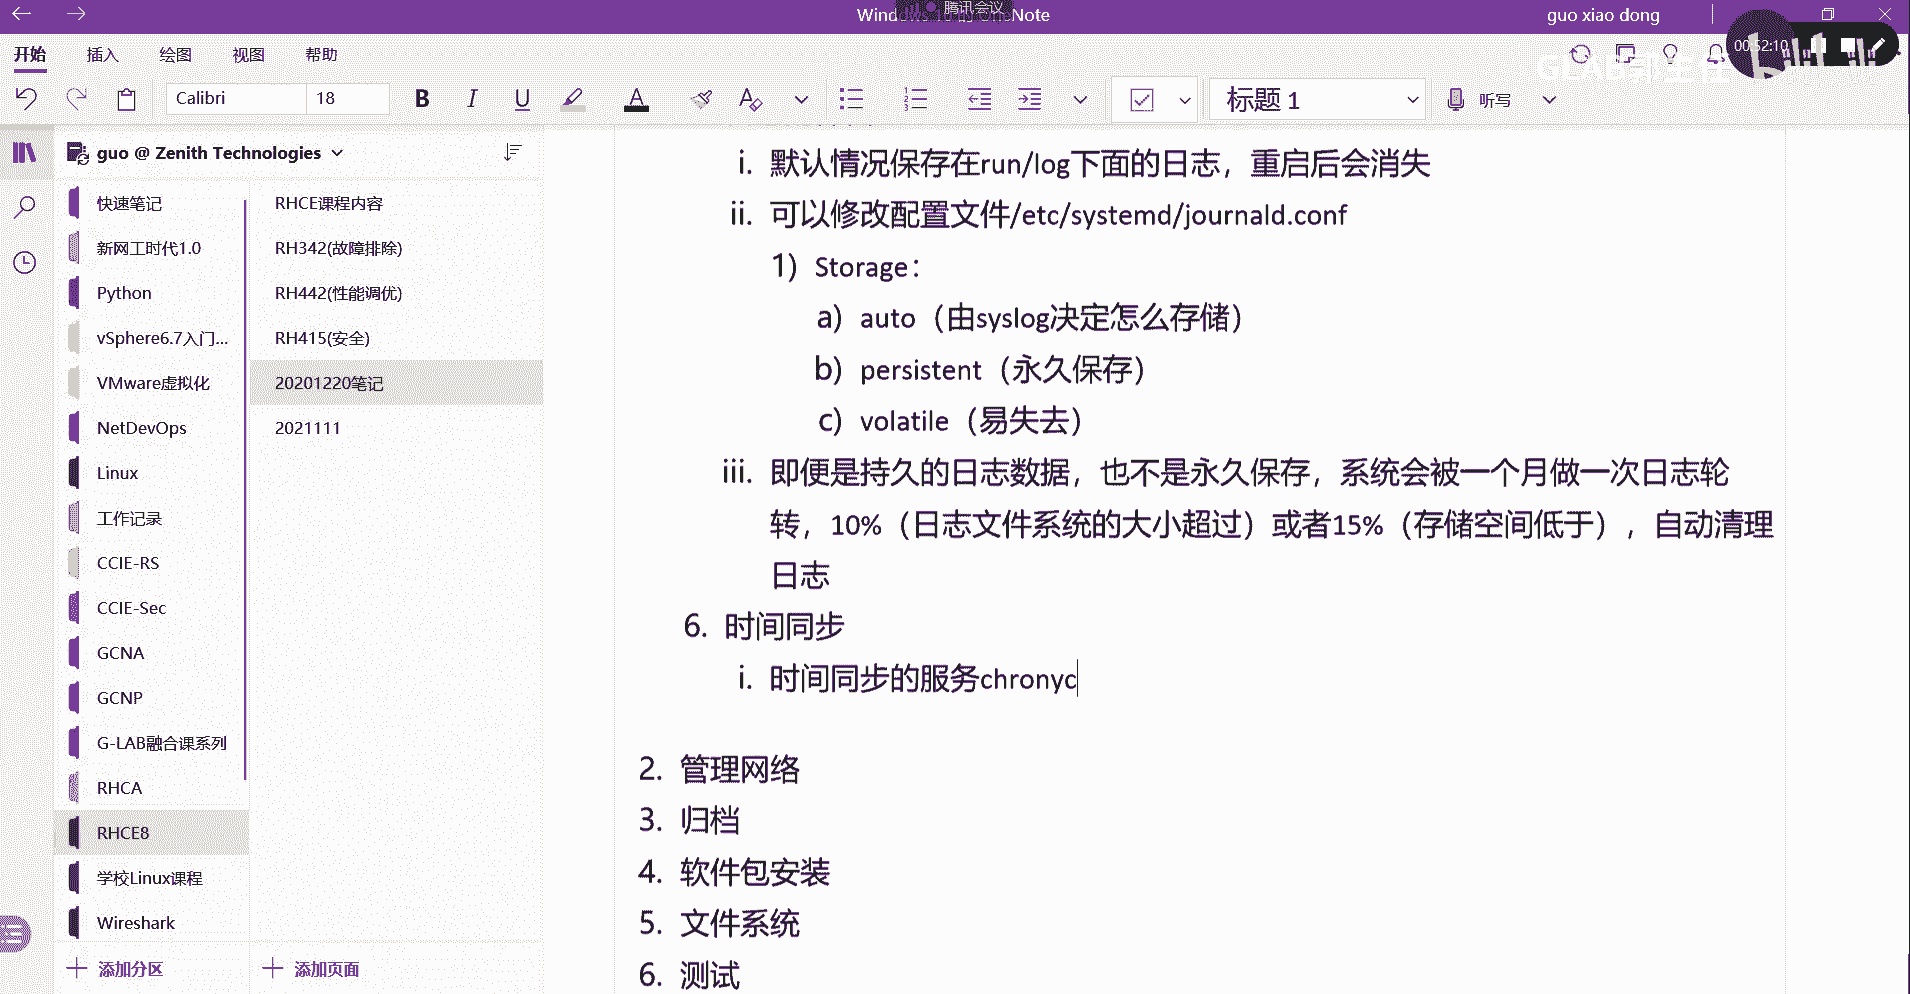 腾讯会议
guo xiao dong
00:52:10
开始 插入 绘图 视图 帮助
GLAB郭主任
Calibri 18 标题 1 听写
guo @ Zenith Technologies
快速笔记
新网工时代1.0
Python
vSphere6.7入门...
VMware虚拟化
NetDevOps
Linux
工作记录
CCIE-RS
CCIE-Sec
GCNA
GCNP
G-LAB融合课系列
RHCA
RHCE8
学校Linux课程
Wireshark
添加分区
RHCE课程内容
RH342(故障排除)
RH442(性能调优)
RH415(安全)
20201220笔记
2021111
添加页面
i. 默认情况保存在run/log下面的日志，重启后会消失
ii. 可以修改配置文件/etc/systemd/journald.conf
1) Storage：
a) auto（由syslog决定怎么存储）
b) persistent（永久保存）
c) volatile（易失去）
iii. 即便是持久的日志数据，也不是永久保存，系统会被一个月做一次日志轮
转，10%（日志文件系统的大小超过）或者15%（存储空间低于），自动清理
日志
6. 时间同步
i. 时间同步的服务chronyc
2. 管理网络
3. 归档
4. 软件包安装
5. 文件系统
6. 测试